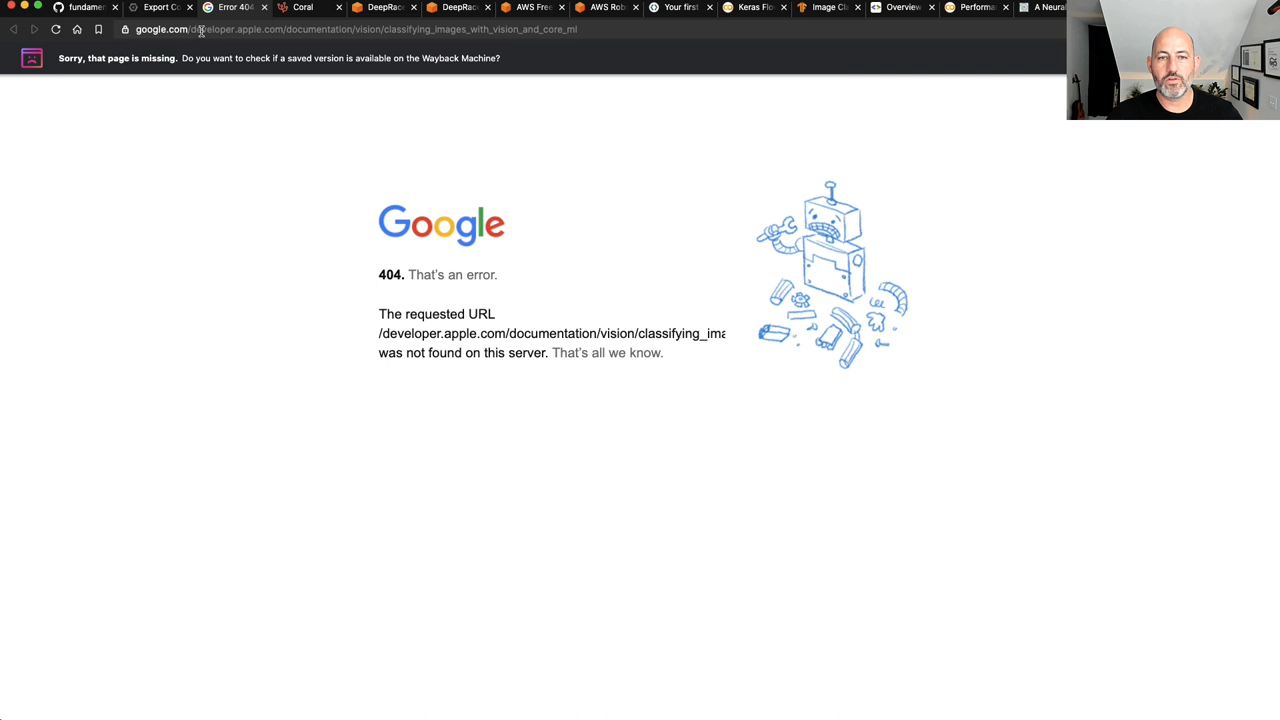 fundamer
Export Co
Error 404
Coral
DeepRac
DeepRac
AWS Free
AWS Rob
Your first
Keras Flo
Image Cla
Overview
Performa
A Neural
google.com/developer.apple.com/documentation/vision/classifying_images_with_vision_and_core_ml
Sorry, that page is missing. Do you want to check if a saved version is available on the Wayback Machine?
Google
404. That's an error.
The requested URL
/developer.apple.com/documentation/vision/classifying_ima
was not found on this server. That's all we know.